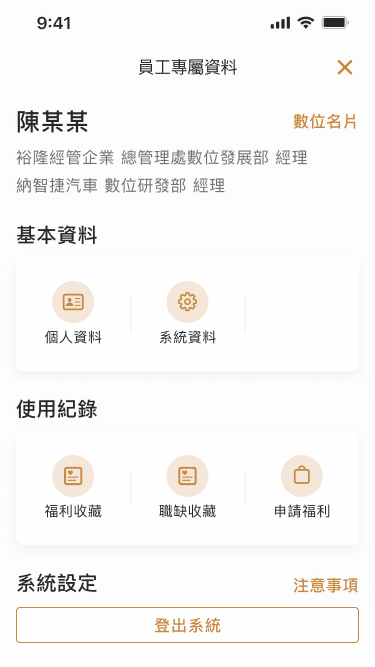 9:41
員工專屬資料
陳某某
數位名片
裕隆經管企業 總管理處數位發展部 經理
納智捷汽車 數位研發部 經理
基本資料
個人資料
系統資料
使用紀錄
福利收藏
職缺收藏
申請福利
系統設定
注意事項
登出系統